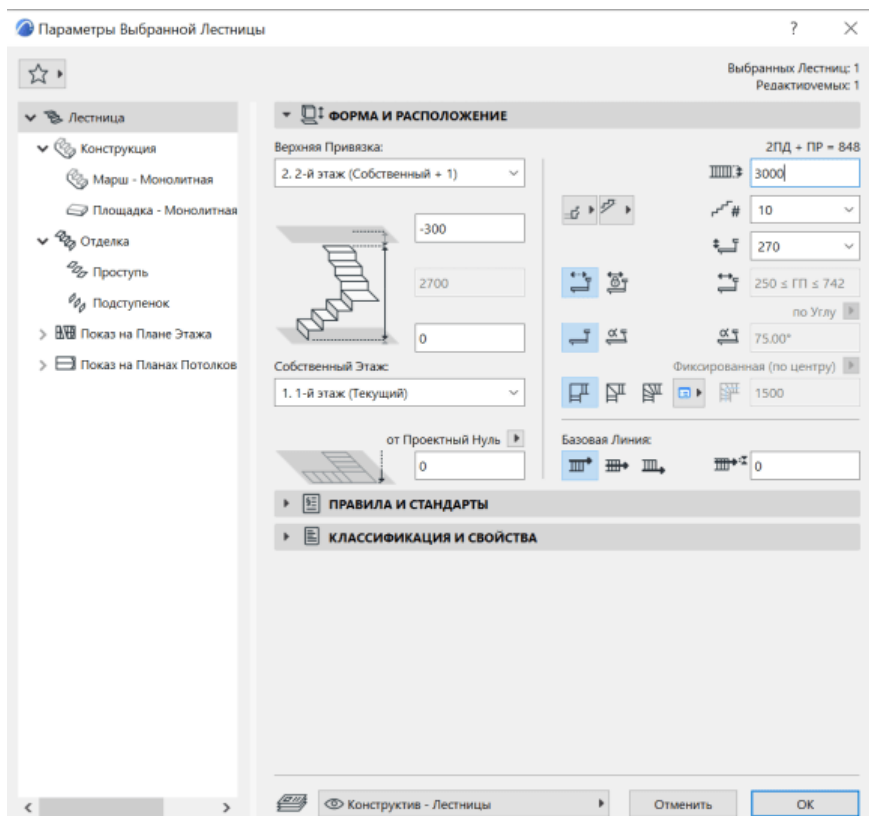 Параметры Выбранной Лестницы
?
Выбранных Лестниц: 1
Редактируемых: 1
Лестница
Конструкция
Марш - Монолитная
Площадка - Монолитная
Отделка
Проступь
Подступенок
Показ на Плане Этажа
Показ на Планах Потолков
ФОРМА И РАСПОЛОЖЕНИЕ
Верхняя Привязка:
2. 2-й этаж (Собственный + 1)
-300
2700
0
Собственный Этаж:
1. 1-й этаж (Текущий)
от Проектный Нуль
0
2ПД + ПР = 848
3000
# 10
270
250 ≤ ГП ≤ 742
по Углу
75.00°
Фиксированная (по центру)
1500
Базовая Линия:
0
ПРАВИЛА И СТАНДАРТЫ
КЛАССИФИКАЦИЯ И СВОЙСТВА
Конструктив - Лестницы
Отменить
ОК